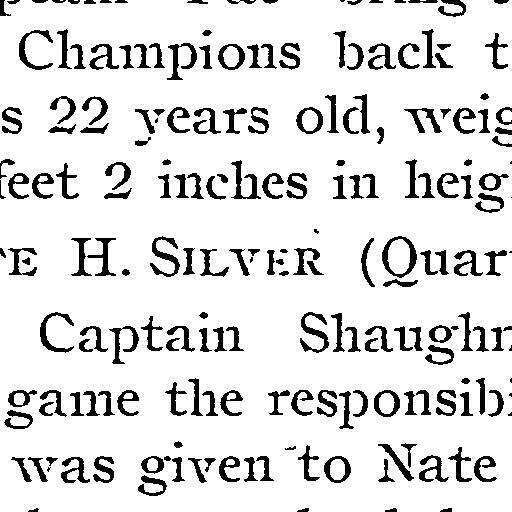 Champions back t
s 22 years old, weig
feet 2 inches in heig
TE H. SILVER (Quar
Captain Shaughn
game the responsibi
was given to Nate